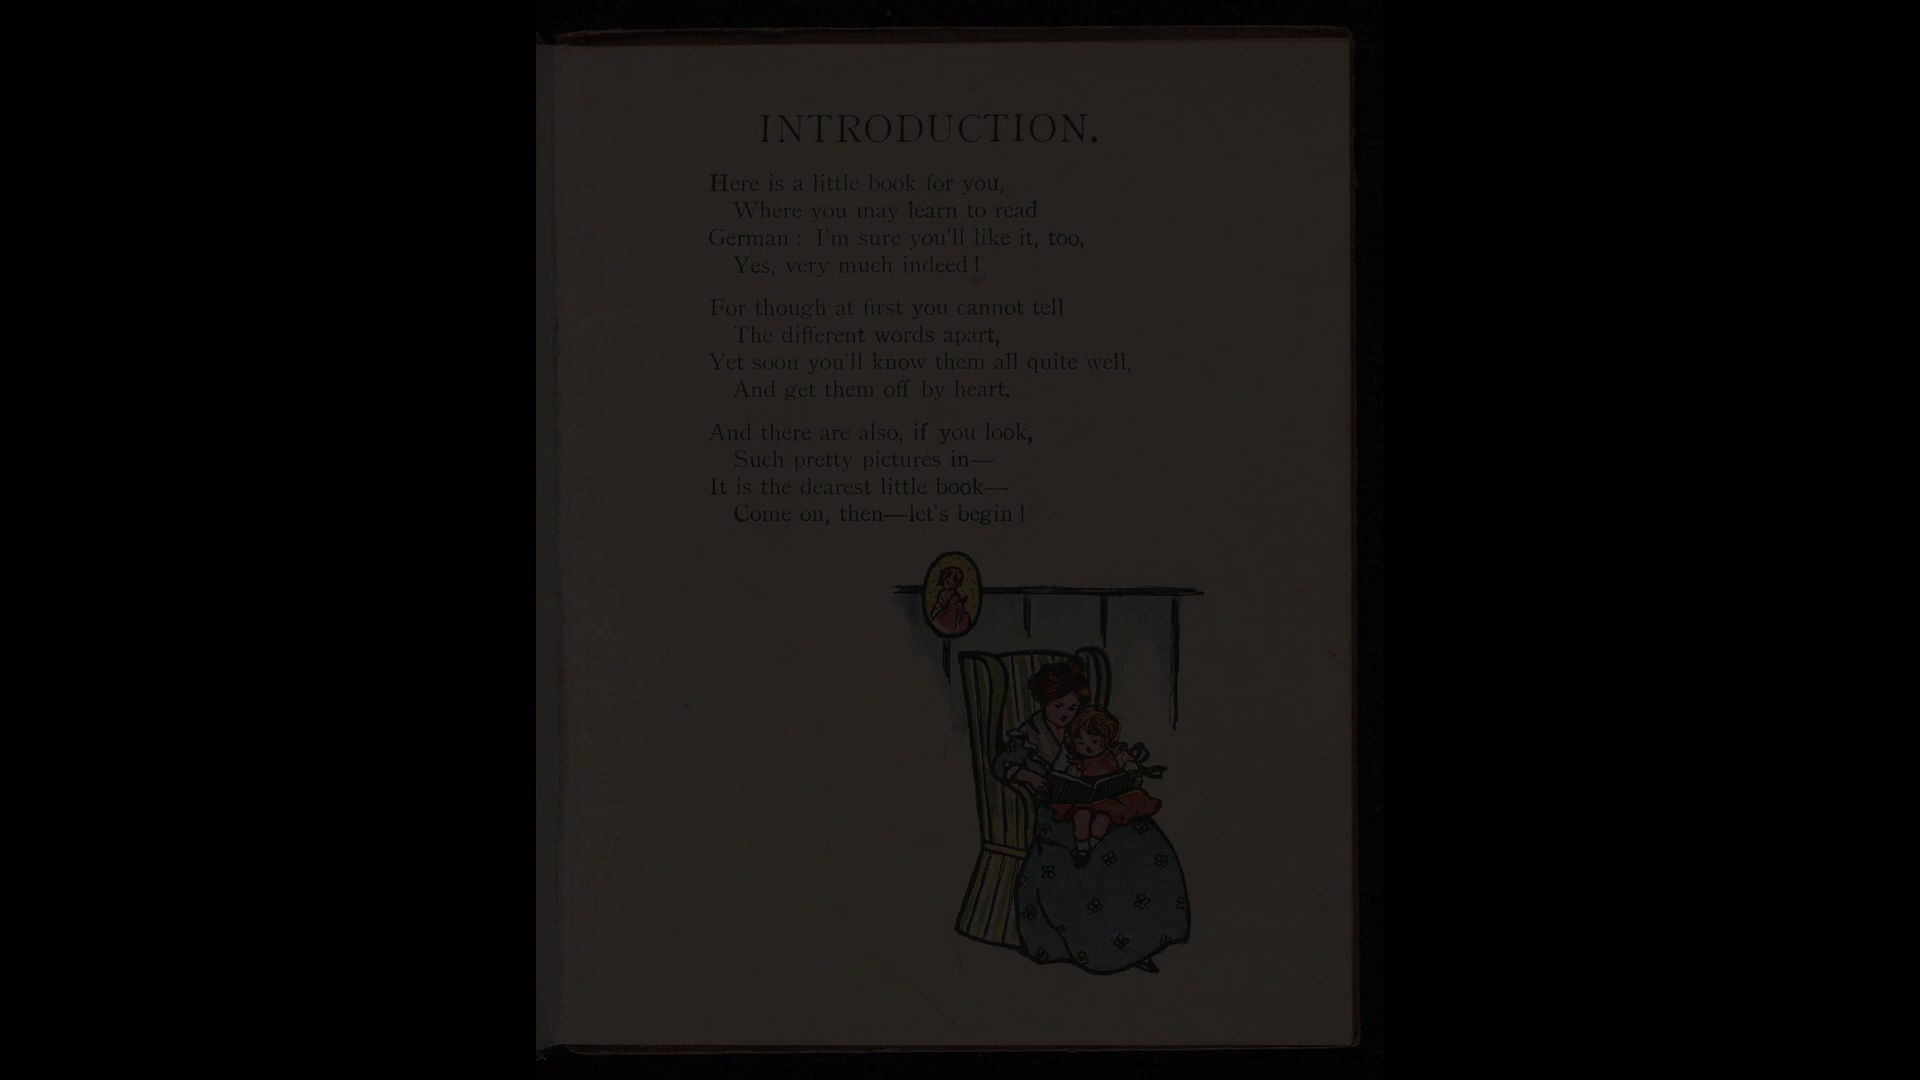 INTRODUCTION.
Here is a little book for you,
Where you may learn to read
German : I'm sure you'll like it, too,
Yes, very much indeed !
For though at first you cannot tell
The different words apart,
Yet soon you'll know them all quite well,
And get them off by heart.
And there are also, if you look,
Such pretty pictures in—
It is the dearest little book—
Come on, then—let's begin !